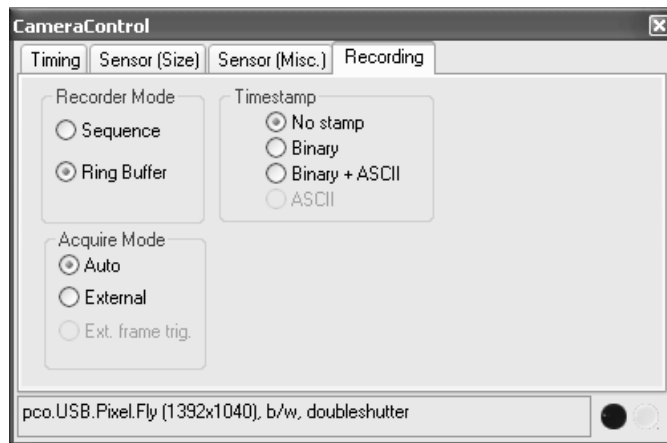 CameraControl
Timing Sensor (Size) Sensor (Misc.) Recording
Recorder Mode
Sequence
Ring Buffer
Timestamp
No stamp
Binary
Binary + ASCII
ASCII
Acquire Mode
Auto
External
Ext. frame trig.
pco.USB.Pixel.Fly (1392x1040), b/w, doubleshutter